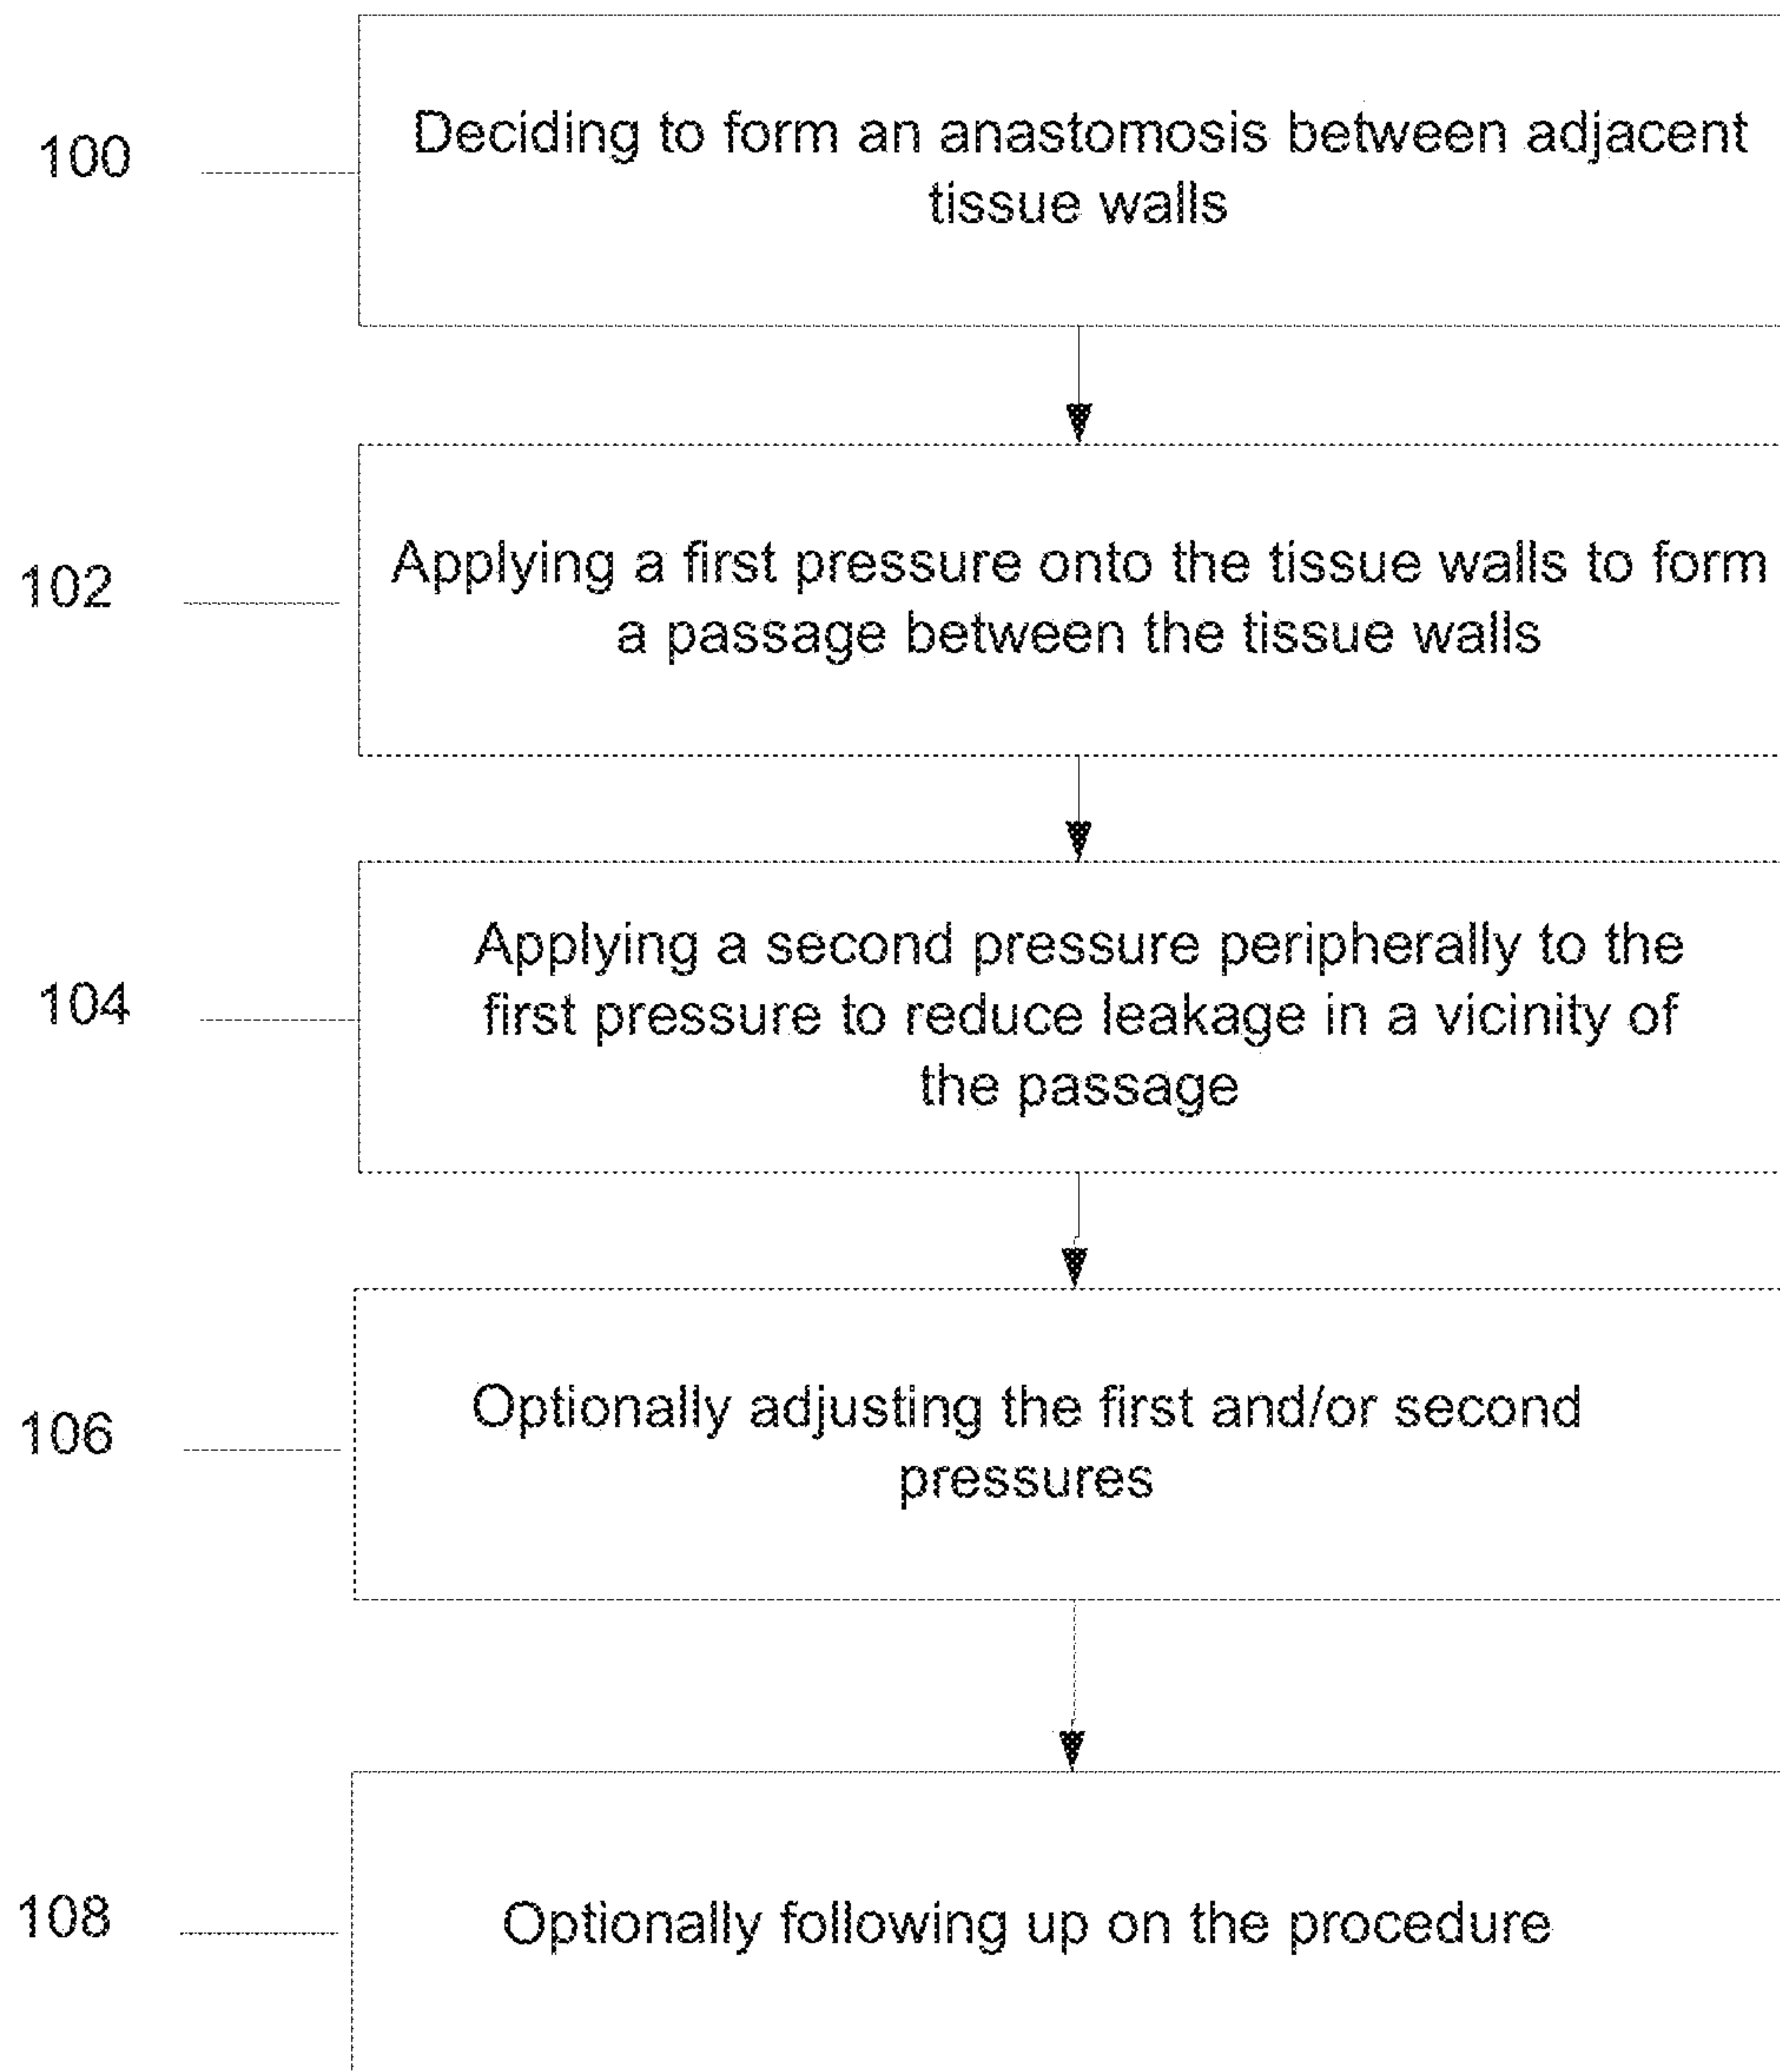 100
Deciding to form an anastomosis between adjacent
tissue walls
102
Applying a first pressure onto the tissue walls to form
a passage between the tissue walls
104
Applying a second pressure peripherally to the
first pressure to reduce leakage in a vicinity of
the passage
106
Optionally adjusting the first and/or second
pressures
108
Optionally following up on the procedure